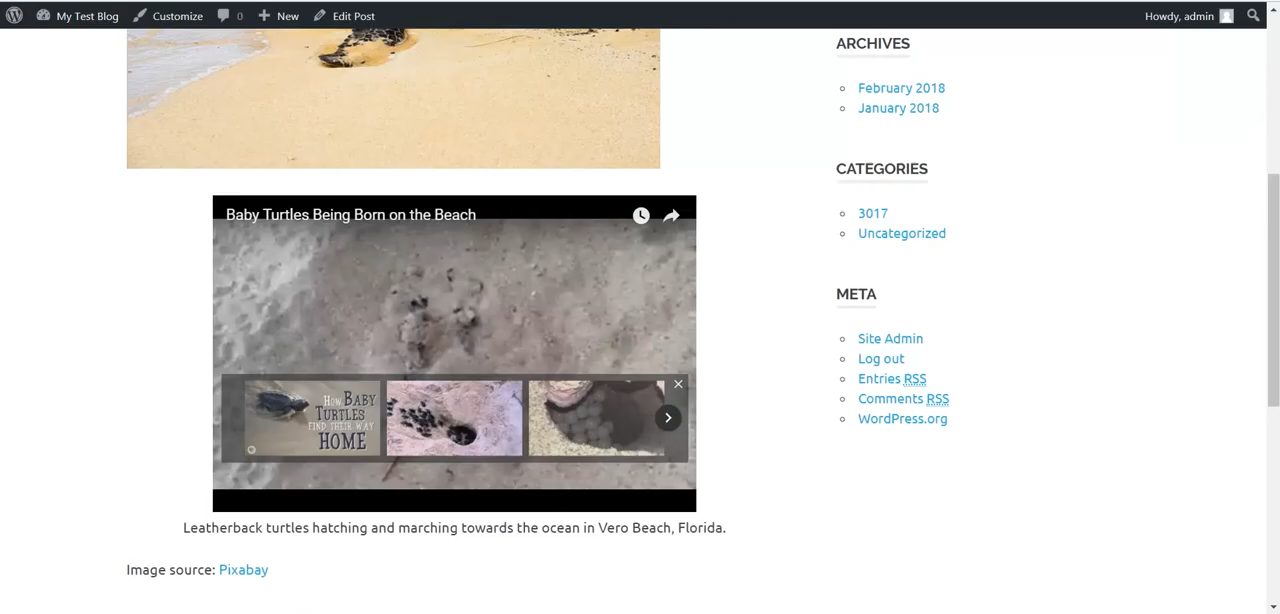 My Test Blog Customize 0 New Edit Post Howdy, admin
ARCHIVES
February 2018
January 2018
CATEGORIES
3017
Uncategorized
META
Site Admin
Log out
Entries RSS
Comments RSS
WordPress.org
Baby Turtles Being Born on the Beach
HOW BABY
TURTLES
FIND THEIR WAY
HOME
Leatherback turtles hatching and marching towards the ocean in Vero Beach, Florida.
Image source: Pixabay